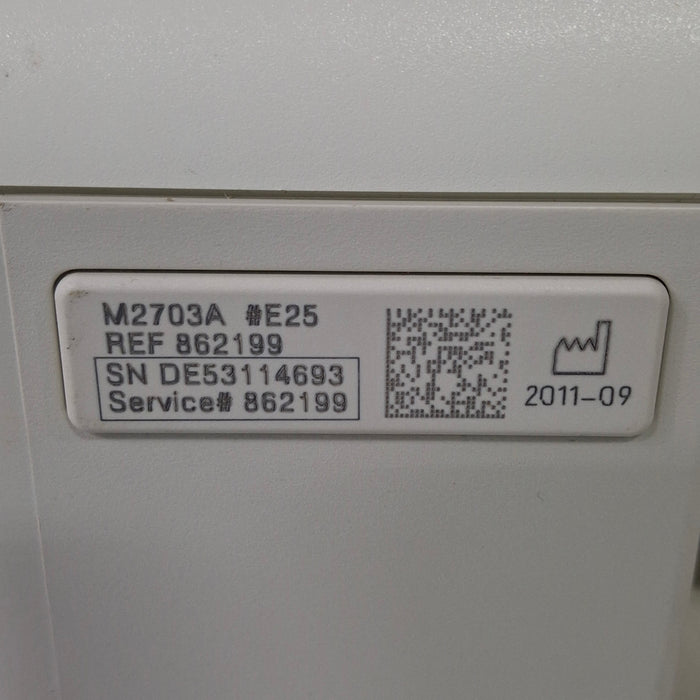 M2703A #E25
REF 862199
SN DE53114693
Service# 862199
2011-09